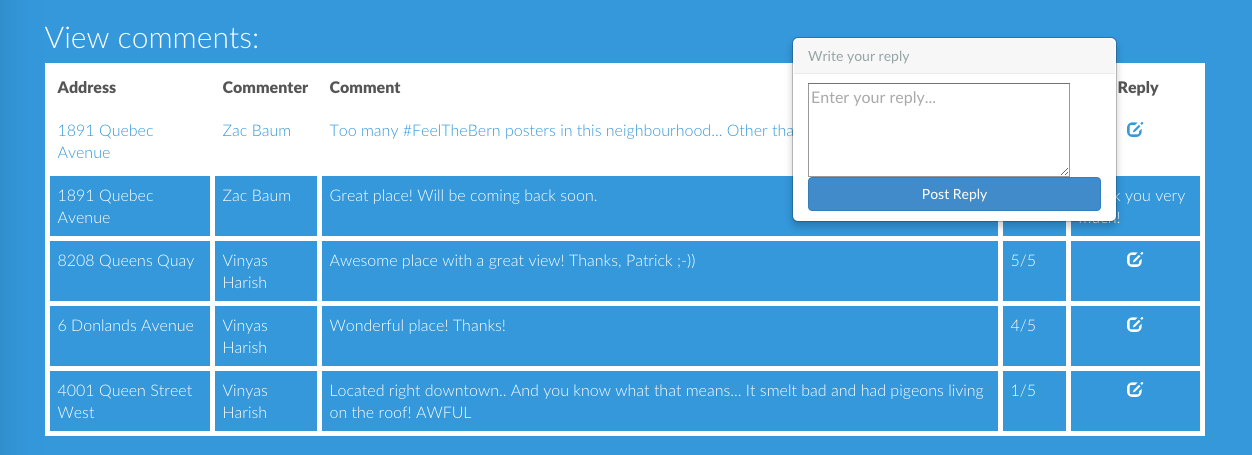 View comments:
Write your reply
Address Commenter Comment Reply
Enter your reply...
1891 Quebec Avenue Zac Baum Too many #FeelTheBern posters in this neighbourhood... Other
Post Reply
1891 Quebec Avenue Zac Baum Great place! Will be coming back soon. you very
8208 Queens Quay Vinyas Harish Awesome place with a great view! Thanks, Patrick ;-)) 5/5
6 Donlands Avenue Vinyas Harish Wonderful place! Thanks! 4/5
4001 Queen Street West Vinyas Harish Located right downtown.. And you know what that means... It smelt bad and had pigeons living on the roof! AWFUL 1/5